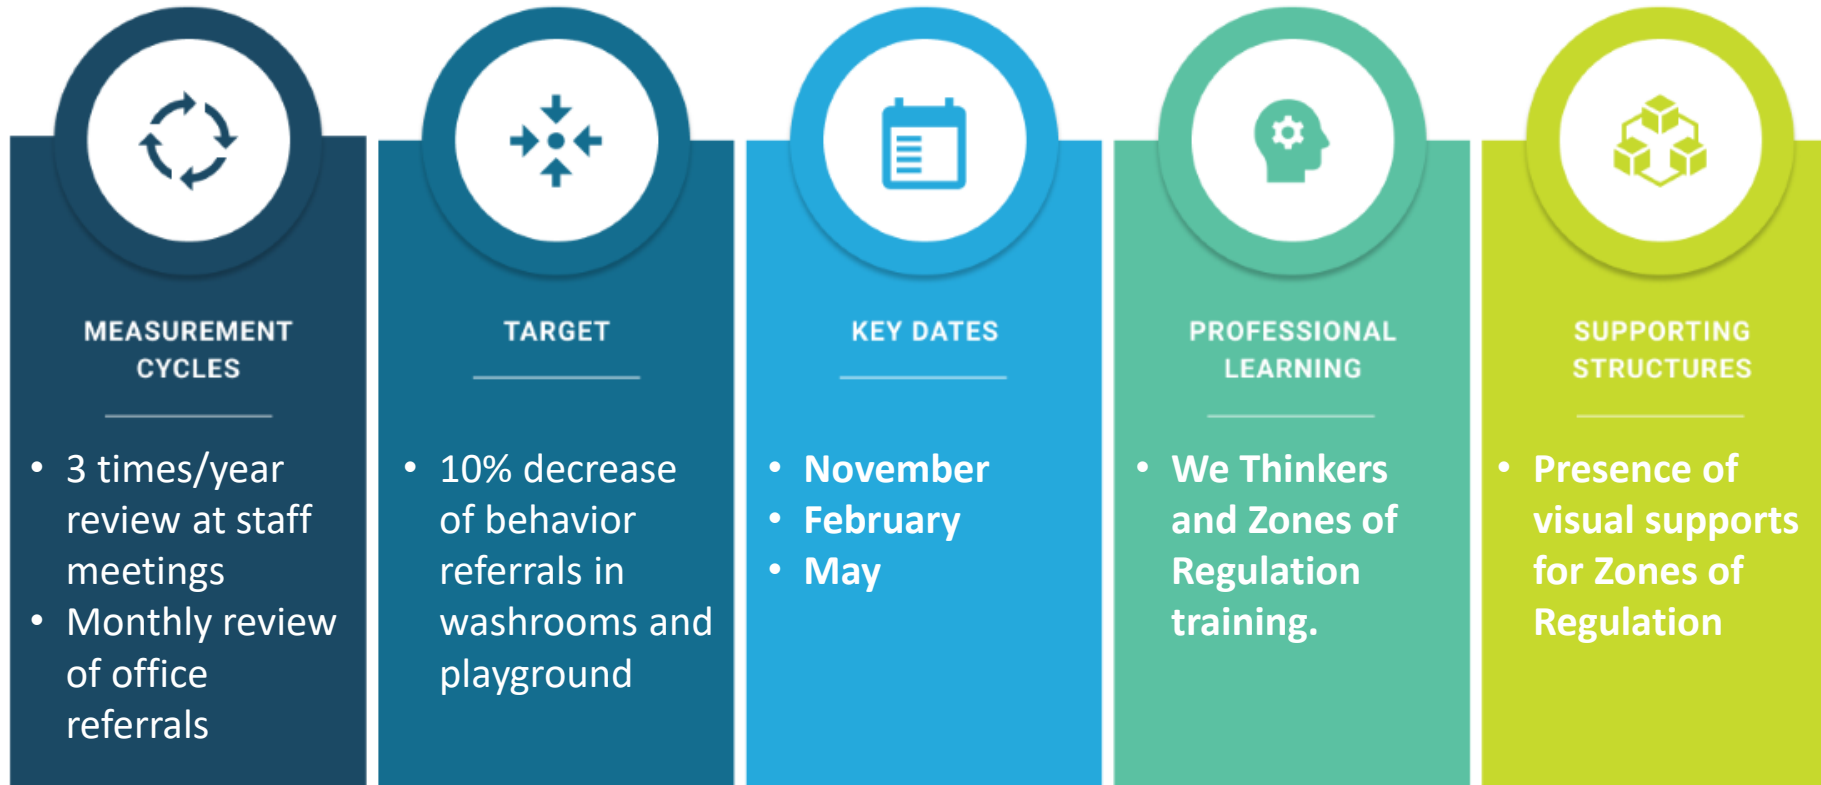 MEASUREMENT
CYCLES
• 3 times/year
review at staff
meetings
• Monthly review
of office
referrals
TARGET
• 10% decrease
of behavior
referrals in
washrooms and
playground
KEY DATES
• November
• February
• May
PROFESSIONAL
LEARNING
• We Thinkers
and Zones of
Regulation
training.
SUPPORTING
STRUCTURES
• Presence of
visual supports
for Zones of
Regulation